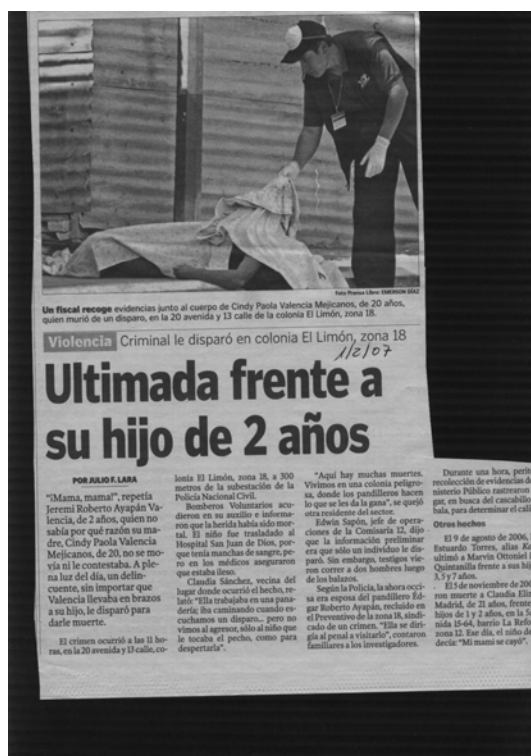 Foto Prensa Libre: EMERSON DÍAZ
Un fiscal recoge evidencias junto al cuerpo de Cindy Paola Valencia Mejicanos, de 20 años,
quien murió de un disparo, en la 20 avenida y 13 calle de la colonia El Limón, zona 18.
Violencia Criminal le disparó en colonia El Limón, zona 18
1/2/07
Ultimada frente a
su hijo de 2 años
POR JULIO F. LARA
"¡Mama, mama!", repetía
Jeremi Roberto Ayapán Va-
lencia, de 2 años, quien no
sabía por qué razón su ma-
dre, Cindy Paola Valencia
Mejicanos, de 20, no se mo-
vía ni le contestaba. A ple-
na luz del día, un delin-
cuente, sin importar que
Valencia llevaba en brazos
a su hijo, le disparó para
darle muerte.
El crimen ocurrió a las 11 ho-
ras, en la 20 avenida y 13 calle, co-
lonia El Limón, zona 18, a 300
metros de la subestación de la
Policía Nacional Civil.
Bomberos Voluntarios acu-
dieron en su auxilio e informa-
ron que la herida había sido mor-
tal. El niño fue trasladado al
Hospital San Juan de Dios, por-
que tenía manchas de sangre, pe-
ro en los médicos aseguraron
que estaba ileso.
Claudia Sánchez, vecina del
lugar donde ocurrió el hecho, re-
lató: "Ella trabajaba en una pana-
dería; iba caminando cuando es-
cuchamos un disparo... pero no
vimos al agresor, sólo al niño que
le tocaba el pecho, como para
despertarla".
"Aquí hay muchas muertes.
Vivimos en una colonia peligro-
sa, donde los pandilleros hacen
lo que se les da la gana", se quejó
otra residente del sector.
Edwin Sapón, jefe de opera-
ciones de la Comisaría 12, dijo
que la información preliminar
era que sólo un individuo le dis-
paró. Sin embargo, testigos vie-
ron correr a dos hombres luego
de los balazos.
Según la Policía, la ahora occi-
sa era esposa del pandillero Éd-
gar Roberto Ayapán, recluido en
el Preventivo de la zona 18, sindi-
cado de un crimen. "Ella se diri-
gía al penal a visitarlo", contaron
familiares a los investigadores.
Durante una hora, perito
recolección de evidencias d
nisterio Público rastrearon
gar, en busca del cascabillo
bala, para determinar el cali
Otros hechos
El 9 de agosto de 2006,
Estuardo Torres, alias
ultimó a Marvin Ottoniel
Quintanilla frente a sus hij
3, 5 y 7 años.
El 5 de noviembre de 200
ron muerte a Claudia Eliz
Madrid, de 21 años, frente
hijos de 1 y 2 años, en la
nida 15-64, barrio La Refo
zona 12. Ese día, el niño de
decía: "Mi mami se cayó".